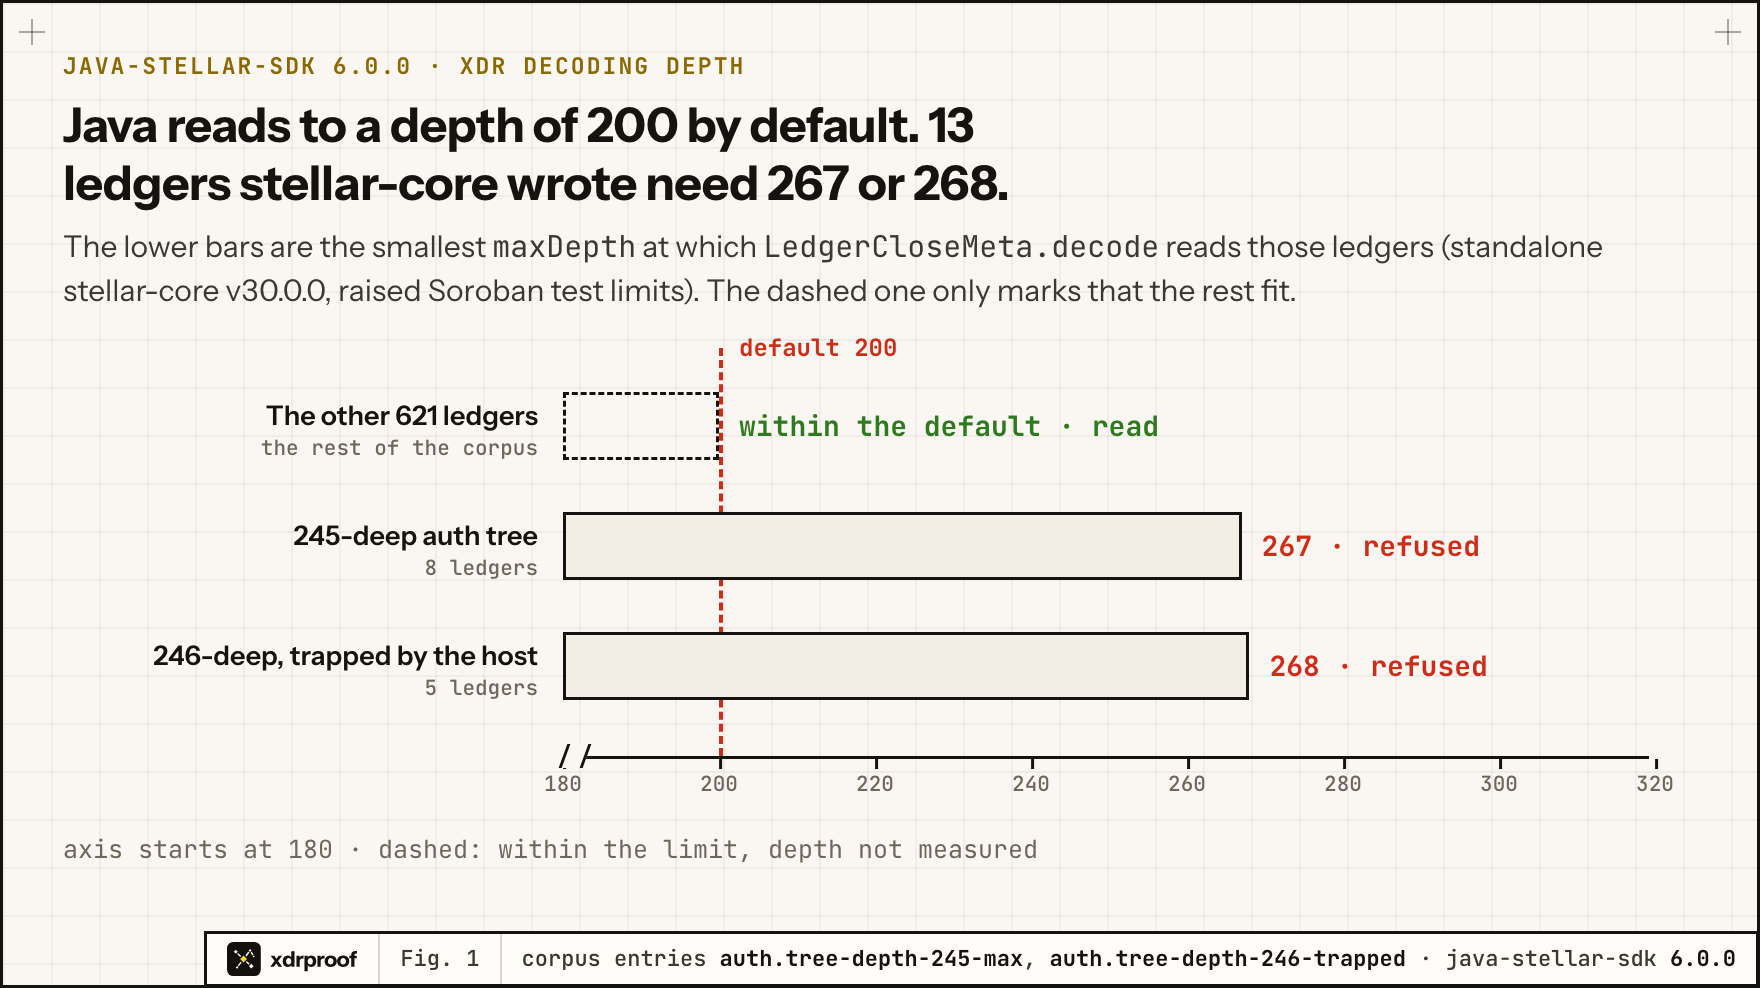 JAVA-STELLAR-SDK 6.0.0 · XDR DECODING DEPTH
Java reads to a depth of 200 by default. 13
ledgers stellar-core wrote need 267 or 268.
The lower bars are the smallest maxDepth at which LedgerCloseMeta.decode reads those ledgers (standalone
stellar-core v30.0.0, raised Soroban test limits). The dashed one only marks that the rest fit.
default 200
The other 621 ledgers
the rest of the corpus
within the default · read
245-deep auth tree
8 ledgers
267 · refused
246-deep, trapped by the host
5 ledgers
268 · refused
180 200 220 240 260 280 300 320
axis starts at 180 · dashed: within the limit, depth not measured
xdrproof Fig. 1 corpus entries auth.tree-depth-245-max, auth.tree-depth-246-trapped · java-stellar-sdk 6.0.0